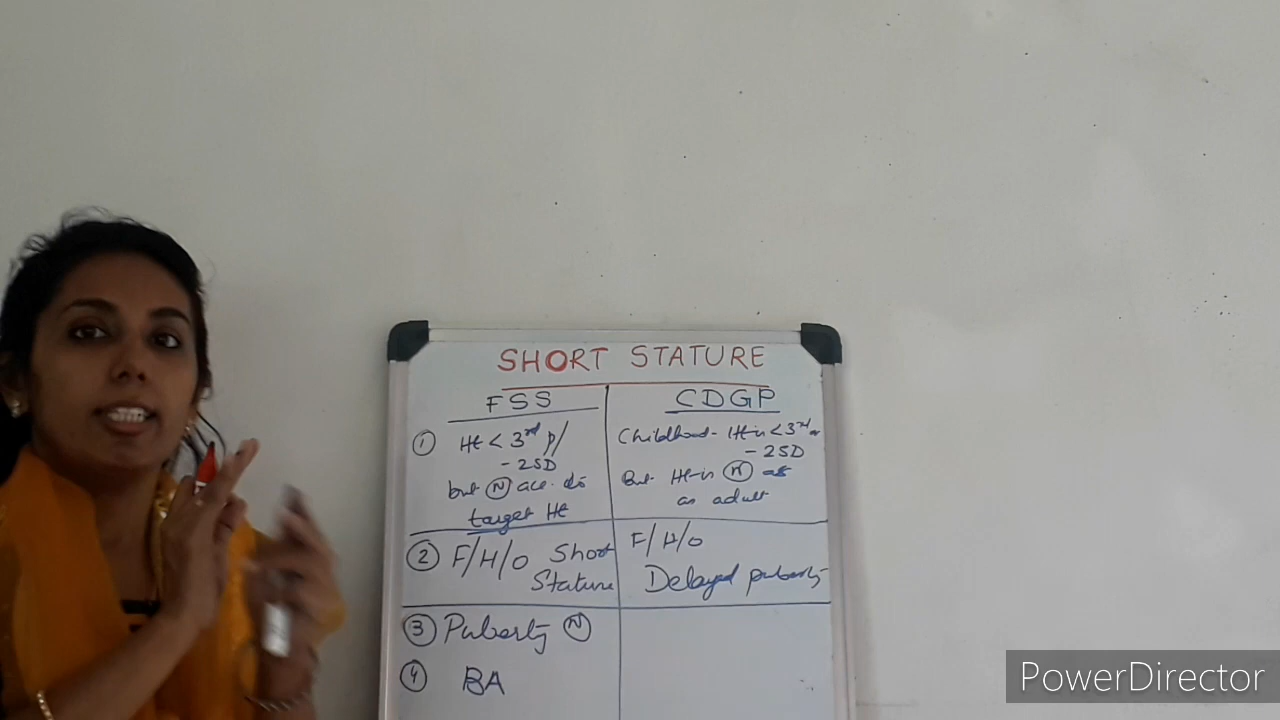 SHORT STATURE
FSS
① Ht < 3rd p/
- 2SD
but Ⓝ acc. to
target Ht
② F/H/O Short
Stature
③ Puberty Ⓝ
④ BA
CDGP
Childhood - Ht is < 3rd or
- 2SD
But Ht is Ⓝ as
an adult
F/H/O
Delayed puberty
PowerDirector